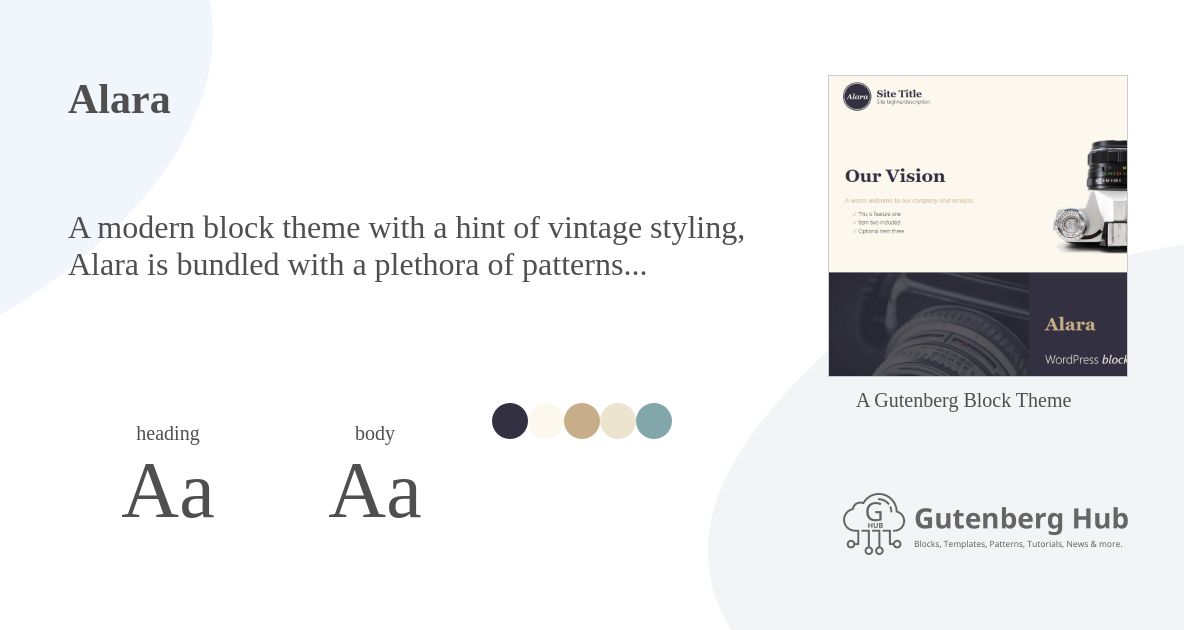 Alara
A modern block theme with a hint of vintage styling,
Alara is bundled with a plethora of patterns...
heading
Aa
body
Aa
Alara
Site Title
Site tagline/description
Our Vision
A warm welcome to our company and services.
✓ This is feature one
✓ Item two included
✓ Optional item three
Alara
WordPress block
A Gutenberg Block Theme
G
HUB
Gutenberg Hub
Blocks, Templates, Patterns, Tutorials, News & more.